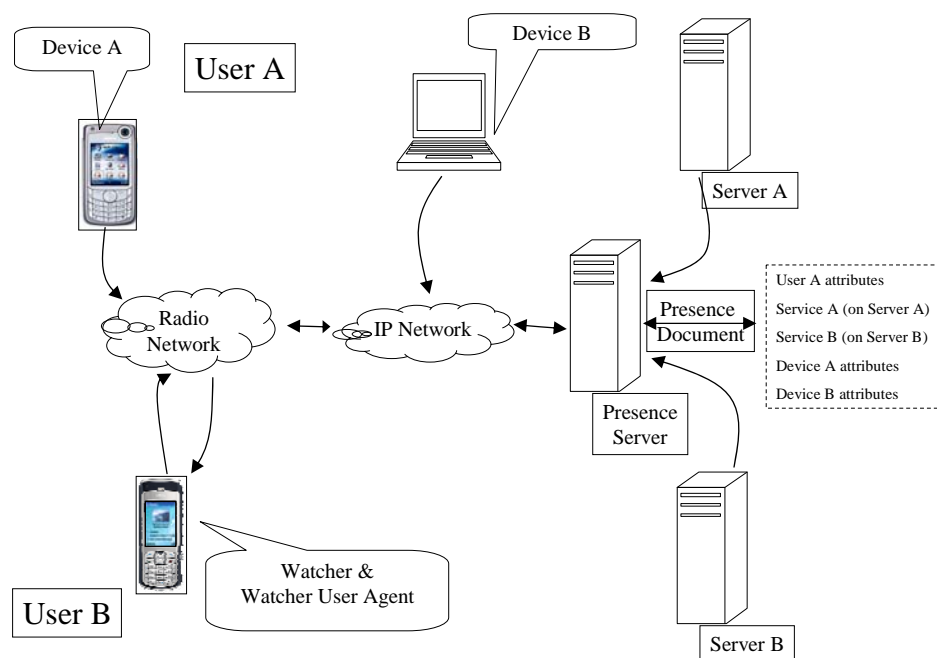 Device A
User A
Device B
Server A
User A attributes
Service A (on Server A)
Service B (on Server B)
Device A attributes
Device B attributes
Presence
Document
Radio
Network
IP Network
Presence
Server
Watcher &
Watcher User Agent
User B
Server B